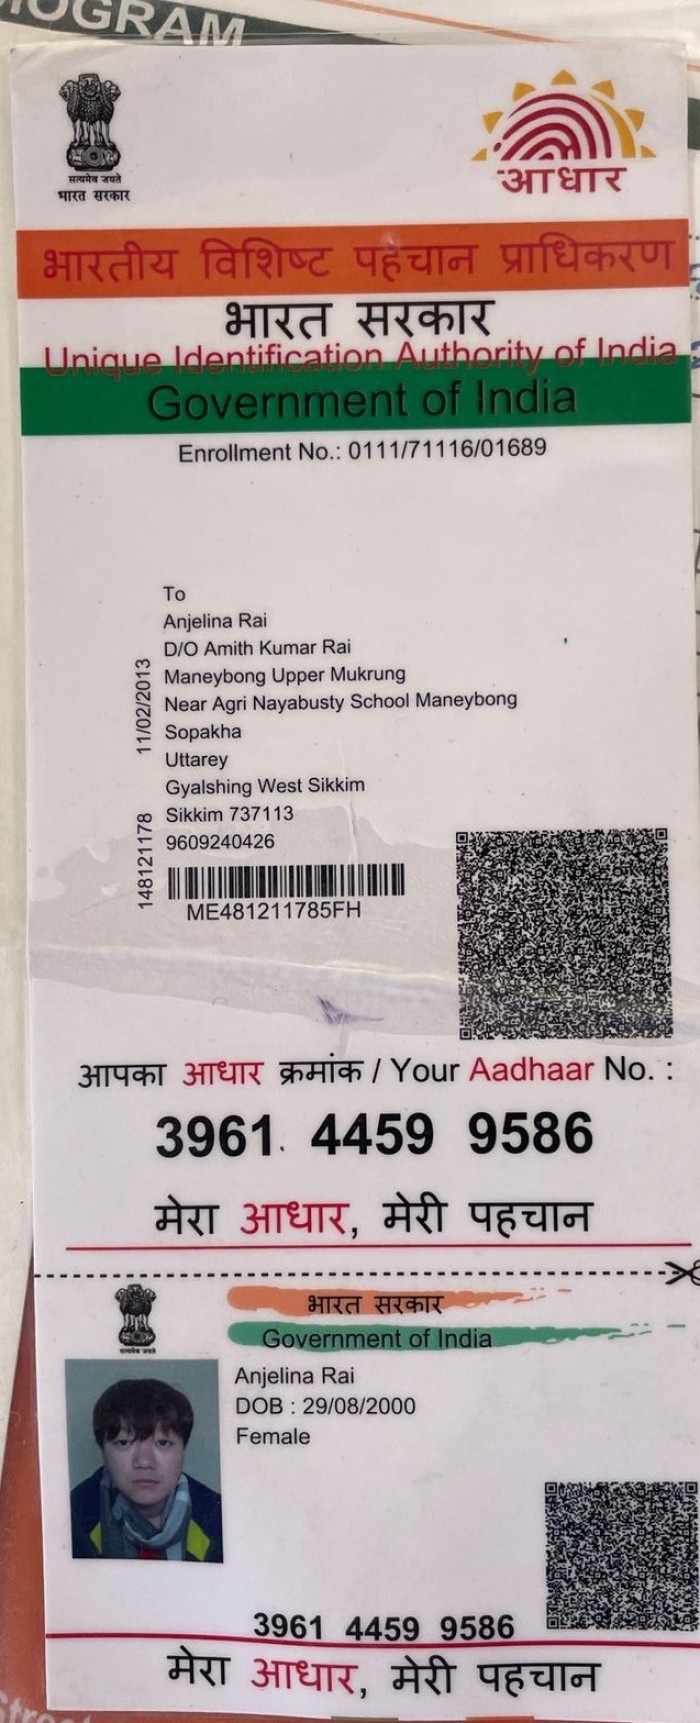 IOGRAM
सत्यमेव जयते
भारत सरकार
आधार
भारतीय विशिष्ट पहचान प्राधिकरण
भारत सरकार
Unique Identification Authority of India
Government of India
Enrollment No.: 0111/71116/01689
To
Anjelina Rai
D/O Amith Kumar Rai
Maneybong Upper Mukrung
Near Agri Nayabusty School Maneybong
Sopakha
Uttarey
Gyalshing West Sikkim
Sikkim 737113
9609240426
11/02/2013
148121178
ME481211785FH
आपका आधार क्रमांक / Your Aadhaar No. :
3961 4459 9586
मेरा आधार, मेरी पहचान
सत्यमेव जयते
भारत सरकार
Government of India
Anjelina Rai
DOB : 29/08/2000
Female
3961 4459 9586
मेरा आधार, मेरी पहचान